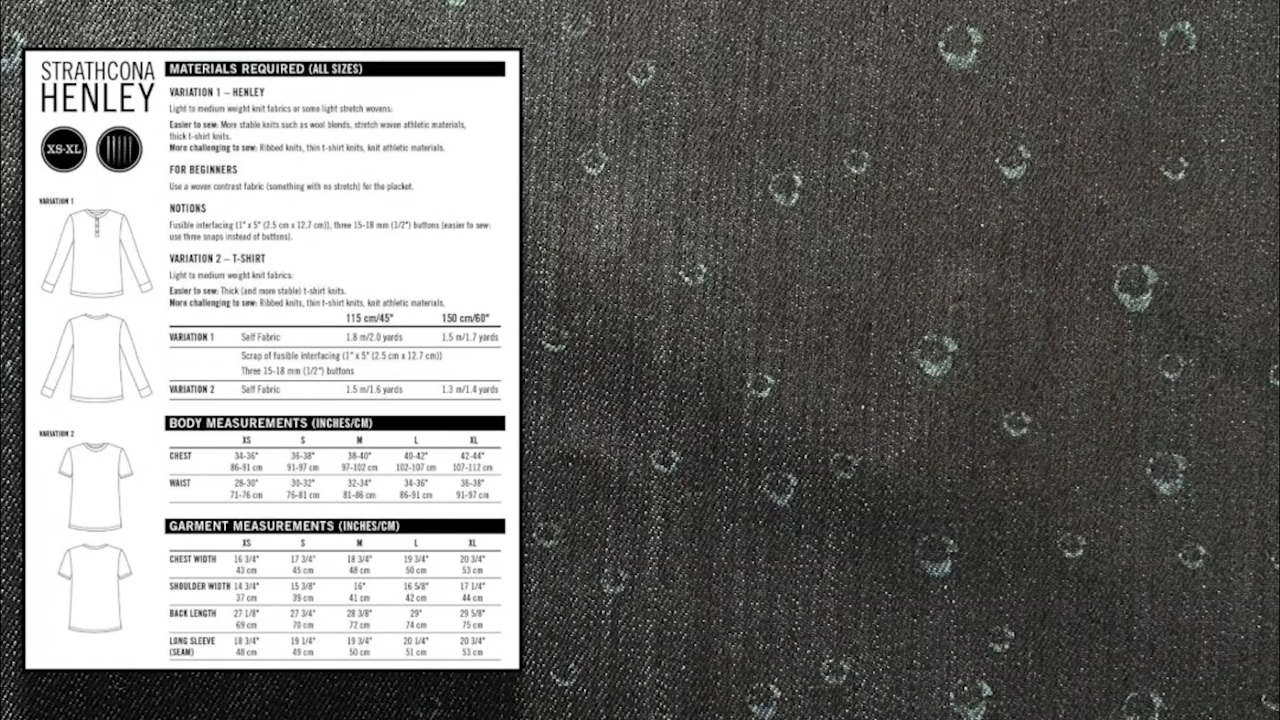 STRATHCONA
HENLEY
XS-XL
VARIATION 1
VARIATION 2
MATERIALS REQUIRED (ALL SIZES)
VARIATION 1 – HENLEY
Light to medium weight knit fabrics or some light stretch wovens:
Easier to sew: More stable knits such as wool blends, stretch woven athletic materials,
thick t-shirt knits.
More challenging to sew: Ribbed knits, thin t-shirt knits, knit athletic materials.
FOR BEGINNERS
Use a woven contrast fabric (something with no stretch) for the placket.
NOTIONS
Fusible interfacing (1" x 5" (2.5 cm x 12.7 cm)), three 15-18 mm (1/2") buttons (easier to sew:
use three snaps instead of buttons).
VARIATION 2 – T-SHIRT
Light to medium weight knit fabrics:
Easier to sew: Thick (and more stable) t-shirt knits.
More challenging to sew: Ribbed knits, thin t-shirt knits, knit athletic materials.
115 cm/45" 150 cm/60"
VARIATION 1 Self Fabric 1.8 m/2.0 yards 1.5 m/1.7 yards
Scrap of fusible interfacing (1" x 5" (2.5 cm x 12.7 cm))
Three 15-18 mm (1/2") buttons
VARIATION 2 Self Fabric 1.5 m/1.6 yards 1.3 m/1.4 yards
BODY MEASUREMENTS (INCHES/CM)
XS S M L XL
CHEST 34-36" 36-38" 38-40" 40-42" 42-44"
86-91 cm 91-97 cm 97-102 cm 102-107 cm 107-112 cm
WAIST 28-30" 30-32" 32-34" 34-36" 36-38"
71-76 cm 76-81 cm 81-86 cm 86-91 cm 91-97 cm
GARMENT MEASUREMENTS (INCHES/CM)
XS S M L XL
CHEST WIDTH 16 3/4" 17 3/4" 18 3/4" 19 3/4" 20 3/4"
43 cm 45 cm 48 cm 50 cm 53 cm
SHOULDER WIDTH 14 3/4" 15 3/8" 16" 16 5/8" 17 1/4"
37 cm 39 cm 41 cm 42 cm 44 cm
BACK LENGTH 27 1/8" 27 3/4" 28 3/8" 29" 29 5/8"
69 cm 70 cm 72 cm 74 cm 75 cm
LONG SLEEVE 18 3/4" 19 1/4" 19 3/4" 20 1/4" 20 3/4"
(SEAM) 48 cm 49 cm 50 cm 51 cm 53 cm